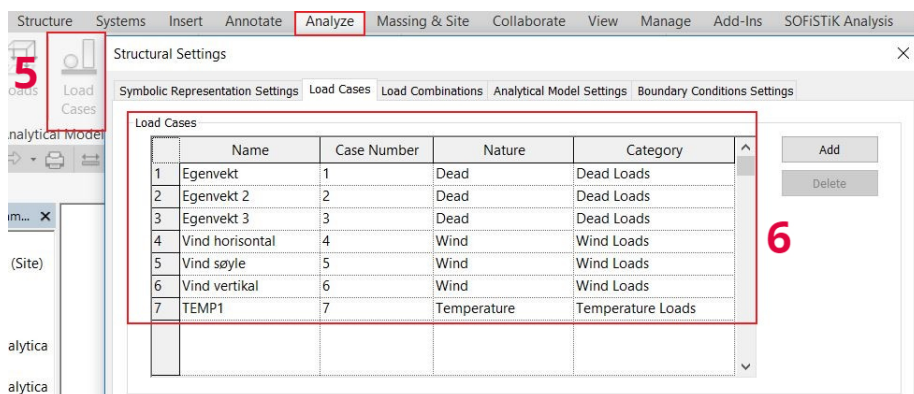 Structure Systems Insert Annotate Analyze Massing & Site Collaborate View Manage Add-Ins SOFiSTiK Analysis
5
Load
Cases
Structural Settings
Symbolic Representation Settings Load Cases Load Combinations Analytical Model Settings Boundary Conditions Settings
Load Cases
Name Case Number Nature Category
1 Egenvekt 1 Dead Dead Loads
2 Egenvekt 2 2 Dead Dead Loads
3 Egenvekt 3 3 Dead Dead Loads
4 Vind horisontal 4 Wind Wind Loads
5 Vind søyle 5 Wind Wind Loads
6 Vind vertikal 6 Wind Wind Loads
7 TEMP1 7 Temperature Temperature Loads
Add
Delete
6
nalytical Model
am...
(Site)
alytica
alytica